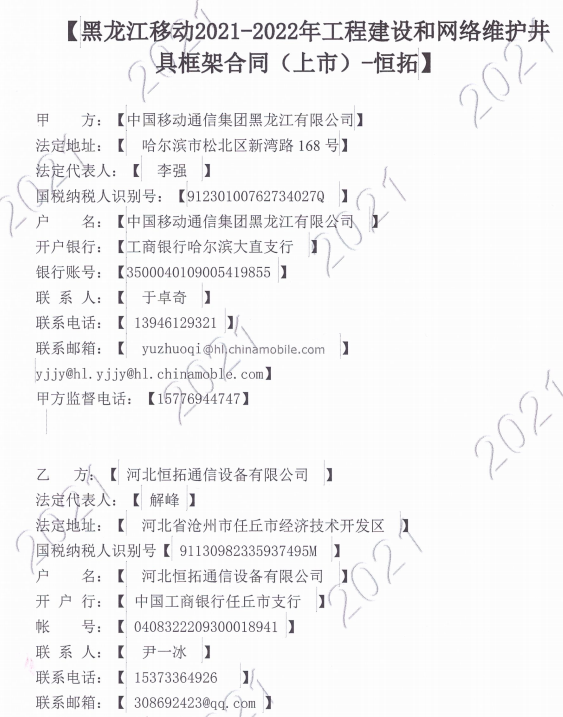 【黑龙江移动2021-2022年工程建设和网络维护井
具框架合同（上市）-恒拓】
甲 方：【中国移动通信集团黑龙江有限公司】
法定地址：【 哈尔滨市松北区新湾路 168 号】
法定代表人：【 李强 】
国税纳税人识别号：【91230100762734027Q 】
户 名：【中国移动通信集团黑龙江有限公司 】
开户银行：【工商银行哈尔滨大直支行 】
银行账号：【3500040109005419855 】
联 系 人：【 于卓奇 】
联系电话：【 13946129321 】
联系邮箱：【 yuzhuoqi@hl.chinamobile.com 】
yjjy@hl.yjjy@hl.chinamoble.com】
甲方监督电话：【15776944747】
乙 方：【 河北恒拓通信设备有限公司 】
法定代表人：【 解峰 】
法定地址：【 河北省沧州市任丘市经济技术开发区 】
国税纳税人识别号【 91130982335937495M 】
户 名：【 河北恒拓通信设备有限公司 】
开 户 行：【 中国工商银行任丘市支行 】
帐 号：【 0408322209300018941 】
联 系 人：【 尹一冰 】
联系电话：【 15373364926 】
联系邮箱：【 308692423@qq.com 】
2021
2021
2021
2021
2021
2021
2021
2021